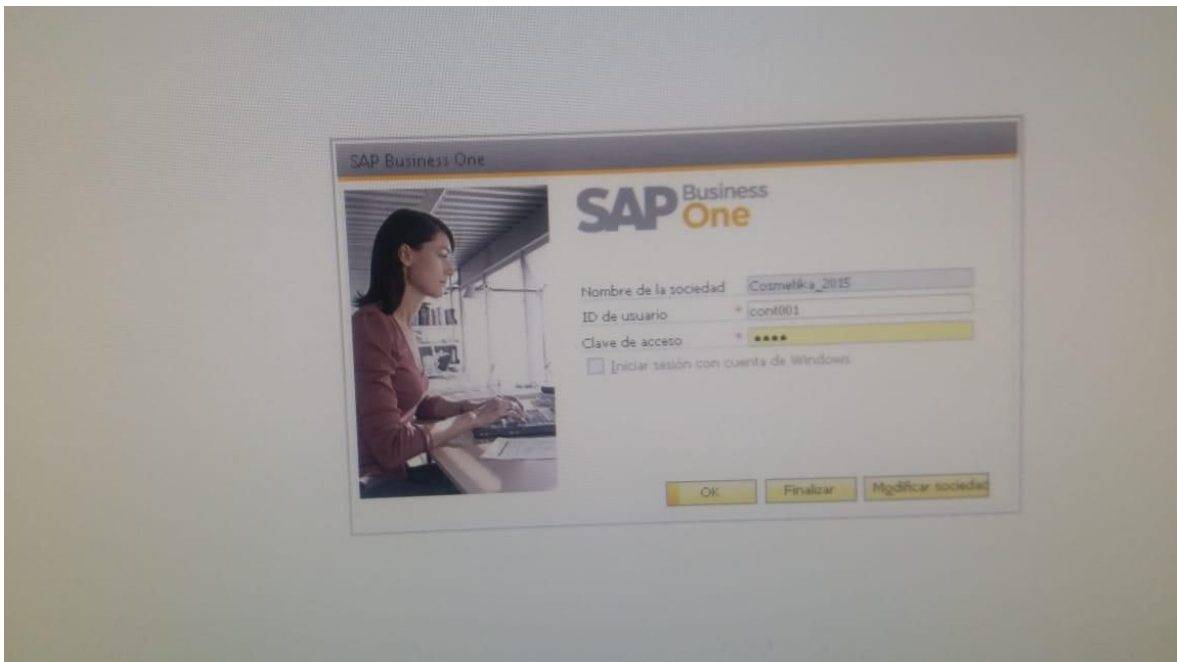 SAP Business One
SAP Business One
Nombre de la sociedad Cosmetika_2015
ID de usuario * cont001
Clave de acceso * ****
Iniciar sesión con cuenta de Windows
OK Finalizar Modificar sociedad